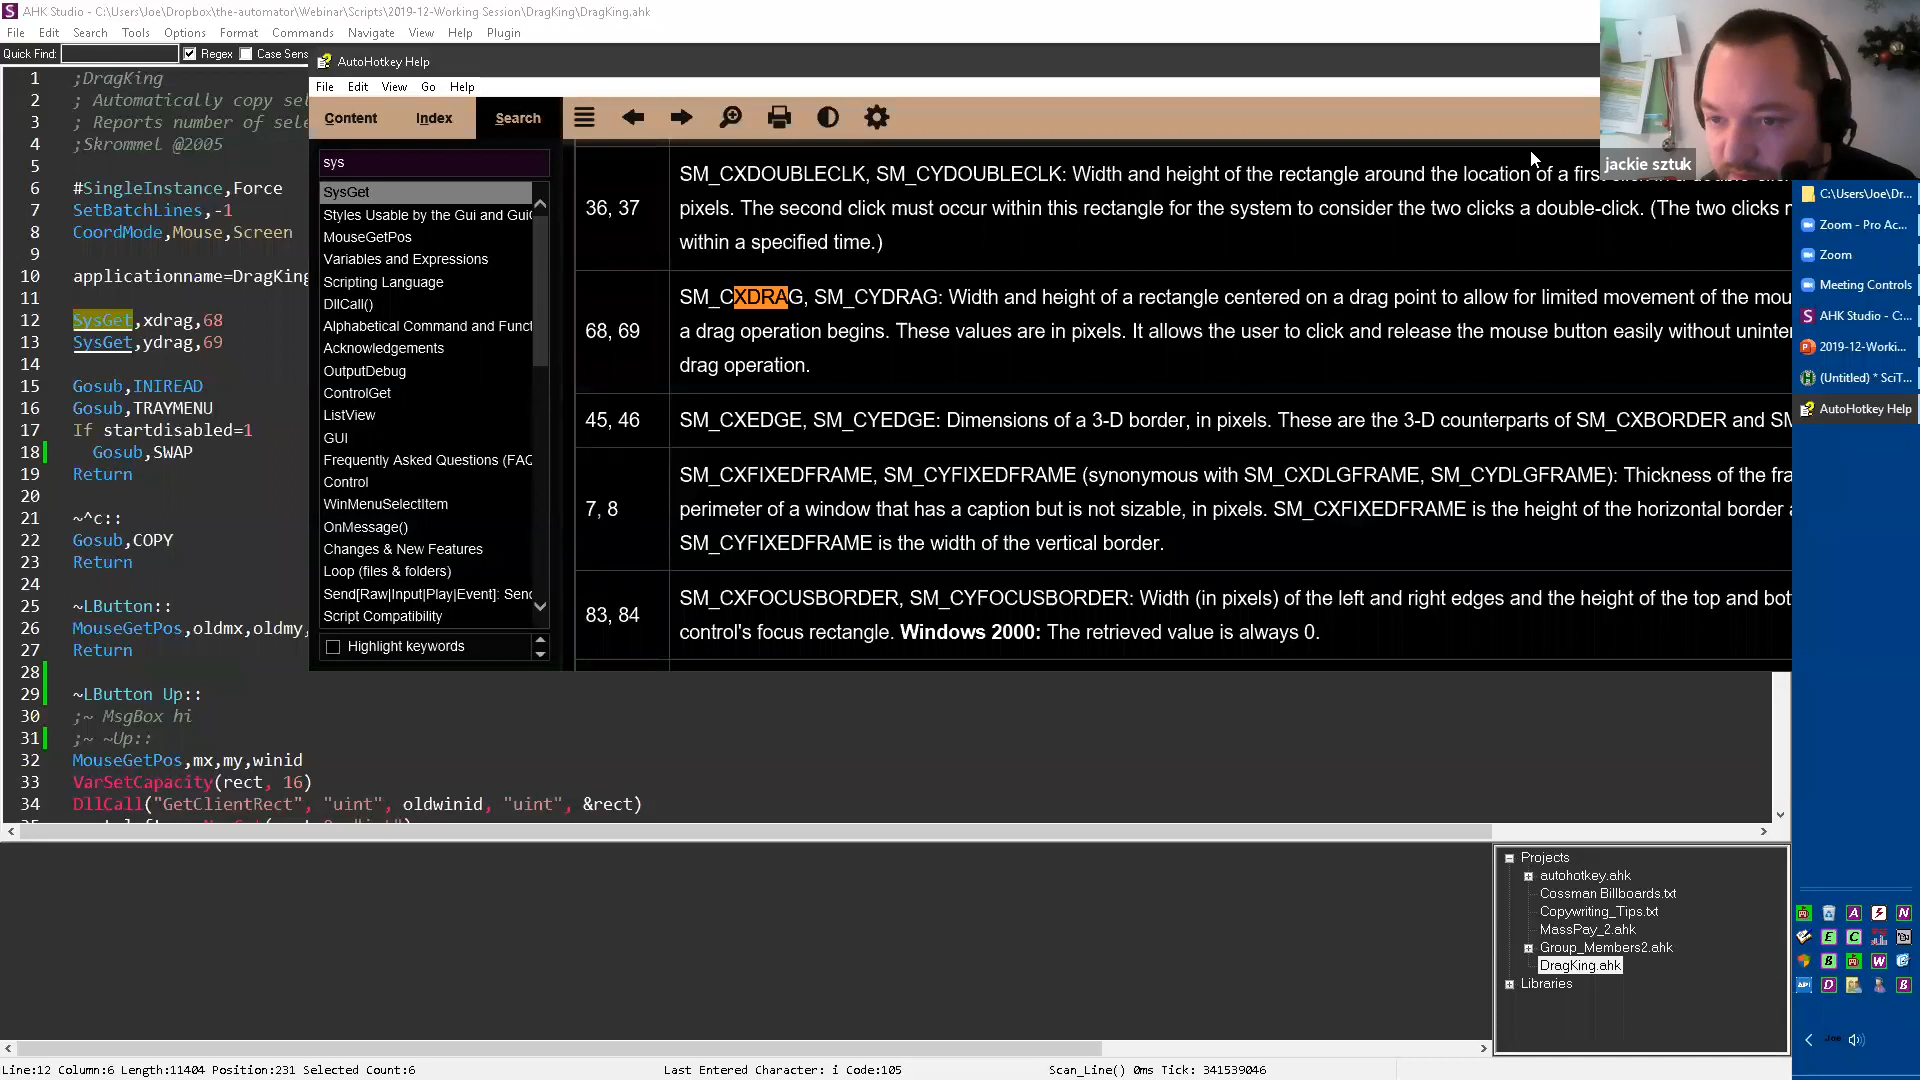 AHK Studio - C:\Users\Joe\Dropbox\the-automator\Webinar\Scripts\2019-12-Working Session\DragKing\DragKing.ahk
File Edit Search Tools Options Format Commands Navigate View Help Plugin
Quick Find: Regex Case Sens
1 ;DragKing
2 ; Automatically copy sel
3 ; Reports number of sele
4 ;Skrommel @2005
5
6 #SingleInstance,Force
7 SetBatchLines,-1
8 CoordMode,Mouse,Screen
9
10 applicationname=DragKing
11
12 SysGet,xdrag,68
13 SysGet,ydrag,69
14
15 Gosub,INIREAD
16 Gosub,TRAYMENU
17 If startdisabled=1
18 Gosub,SWAP
19 Return
20
21 ~^c::
22 Gosub,COPY
23 Return
24
25 ~LButton::
26 MouseGetPos,oldmx,oldmy,
27 Return
28
29 ~LButton Up::
30 ;~ MsgBox hi
31 ;~ ~Up::
32 MouseGetPos,mx,my,winid
33 VarSetCapacity(rect, 16)
34 DllCall("GetClientRect", "uint", oldwinid, "uint", &rect)
AutoHotkey Help
File Edit View Go Help
Content Index Search
sys
SysGet
Styles Usable by the Gui and Gui
MouseGetPos
Variables and Expressions
Scripting Language
DllCall()
Alphabetical Command and Funct
Acknowledgements
OutputDebug
ControlGet
ListView
GUI
Frequently Asked Questions (FAQ
Control
WinMenuSelectItem
OnMessage()
Changes & New Features
Loop (files & folders)
Send[Raw|Input|Play|Event]: Send
Script Compatibility
Highlight keywords
36, 37
SM_CXDOUBLECLK, SM_CYDOUBLECLK: Width and height of the rectangle around the location of a first
pixels. The second click must occur within this rectangle for the system to consider the two clicks a double-click. (The two clicks
within a specified time.)
68, 69
SM_CXDRAG, SM_CYDRAG: Width and height of a rectangle centered on a drag point to allow for limited movement of the mou
a drag operation begins. These values are in pixels. It allows the user to click and release the mouse button easily without uninter
drag operation.
45, 46
SM_CXEDGE, SM_CYEDGE: Dimensions of a 3-D border, in pixels. These are the 3-D counterparts of SM_CXBORDER and SM
7, 8
SM_CXFIXEDFRAME, SM_CYFIXEDFRAME (synonymous with SM_CXDLGFRAME, SM_CYDLGFRAME): Thickness of the fra
perimeter of a window that has a caption but is not sizable, in pixels. SM_CXFIXEDFRAME is the height of the horizontal border
SM_CYFIXEDFRAME is the width of the vertical border.
83, 84
SM_CXFOCUSBORDER, SM_CYFOCUSBORDER: Width (in pixels) of the left and right edges and the height of the top and bot
control's focus rectangle. Windows 2000: The retrieved value is always 0.
jackie sztuk
C:\Users\Joe\Dr...
Zoom - Pro Ac...
Zoom
Meeting Controls
AHK Studio - C:...
2019-12-Worki...
(Untitled) * SciT...
AutoHotkey Help
Projects
autohotkey.ahk
Cossman Billboards.txt
Copywriting_Tips.txt
MassPay_2.ahk
Group_Members2.ahk
DragKing.ahk
Libraries
Joe
Line:12 Column:6 Length:11404 Position:231 Selected Count:6 Last Entered Character: i Code:105 Scan_Line() 0ms Tick: 341539046